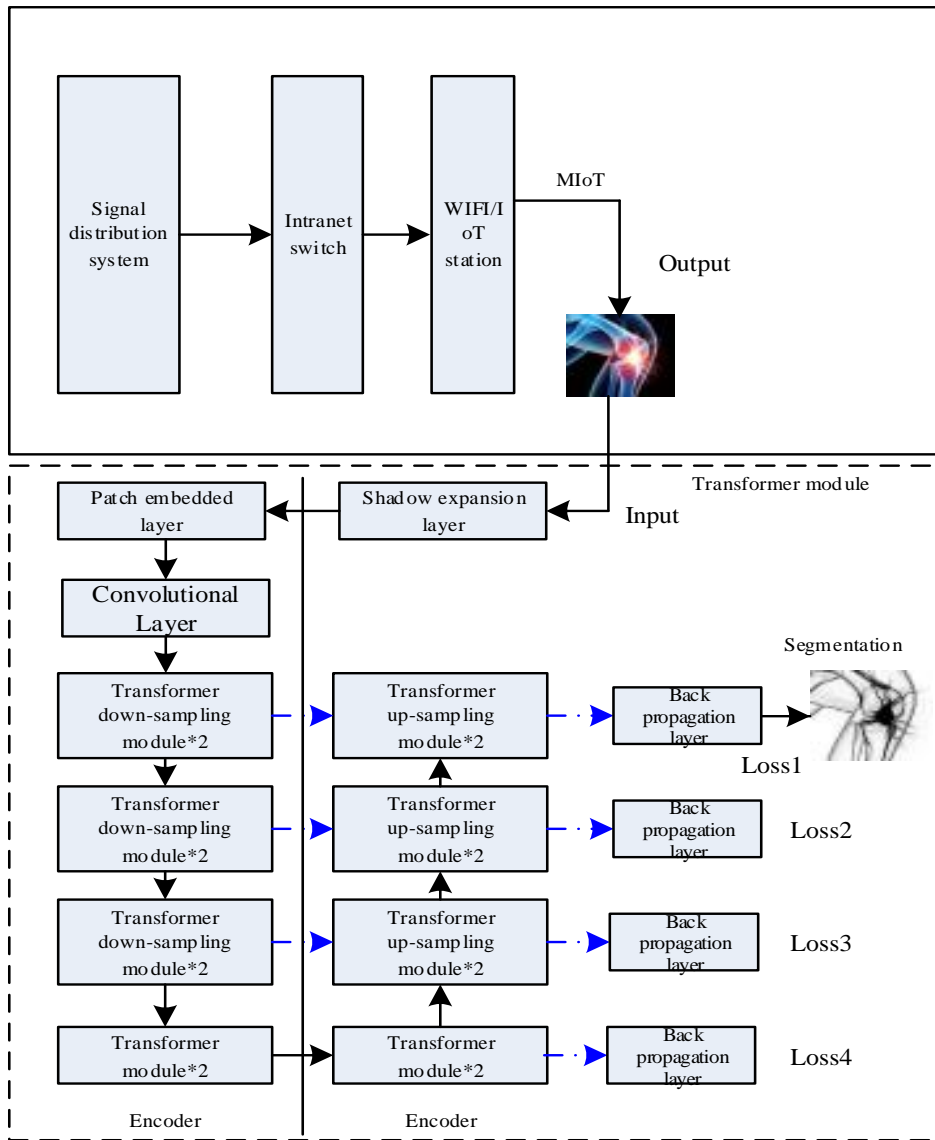 Signal
distribution
system
Intranet
switch
WIFI/I
oT
station
MIoT
Output
Transformer module
Patch embedded
layer
Shadow expansion
layer
Input
Convolutional
Layer
Segmentation
Transformer
down-sampling
module*2
Transformer
up-sampling
module*2
Back
propagation
layer
Loss1
Transformer
down-sampling
module*2
Transformer
up-sampling
module*2
Back
propagation
layer
Loss2
Transformer
down-sampling
module*2
Transformer
up-sampling
module*2
Back
propagation
layer
Loss3
Transformer
module*2
Transformer
module*2
Back
propagation
layer
Loss4
Encoder
Encoder